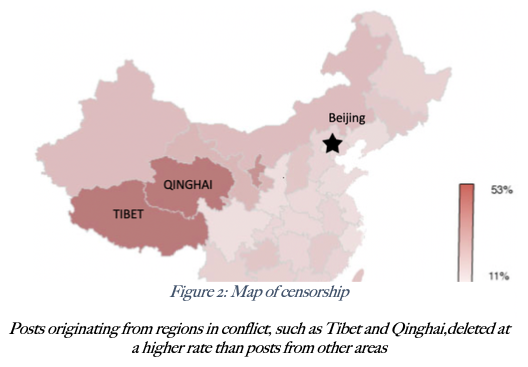 Beijing
QINGHAI
TIBET
53%
11%
Figure 2: Map of censorship
Posts originating from regions in conflict, such as Tibet and Qinghai,deleted at
a higher rate than posts from other areas